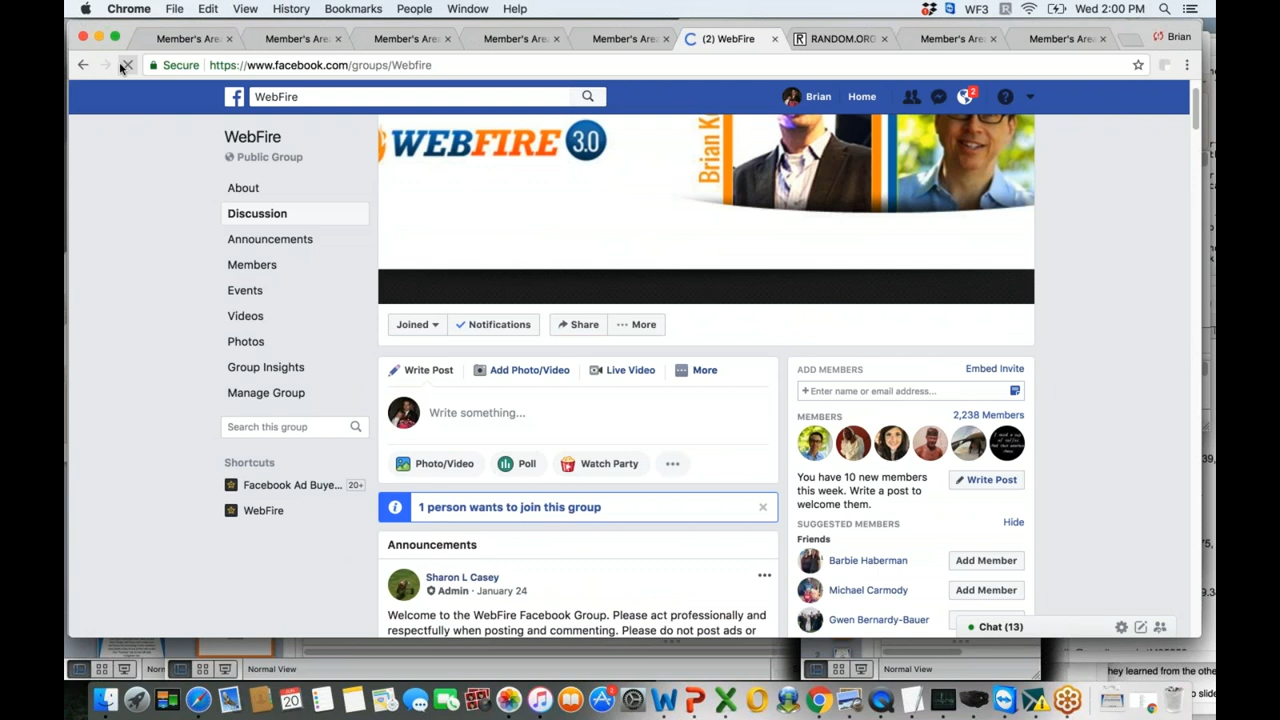 Chrome File Edit View History Bookmarks People Window Help WF3 Wed 2:00 PM
Member's Are Member's Are Member's Are Member's Are Member's Are (2) WebFire RANDOM.ORG Member's Are Member's Are Brian
Secure https://www.facebook.com/groups/Webfire
WebFire Brian Home 2
WebFire
Public Group
About
Discussion
Announcements
Members
Events
Videos
Photos
Group Insights
Manage Group
Search this group
Shortcuts
Facebook Ad Buye... 20+
WebFire
WEBFIRE 3.0
Brian K
Joined Notifications Share More
Write Post Add Photo/Video Live Video More
Write something...
Photo/Video Poll Watch Party
1 person wants to join this group
Announcements
Sharon L Casey
Admin · January 24
Welcome to the WebFire Facebook Group. Please act professionally and
respectfully when posting and commenting. Please do not post ads or
ADD MEMBERS Embed Invite
+ Enter name or email address...
MEMBERS 2,238 Members
You have 10 new members
this week. Write a post to
welcome them.
Write Post
SUGGESTED MEMBERS Hide
Friends
Barbie Haberman Add Member
Michael Carmody Add Member
Gwen Bernardy-Bauer
Chat (13)
Norn Normal View Normal View
hey learned from the othe
o slide
JUN
20
2